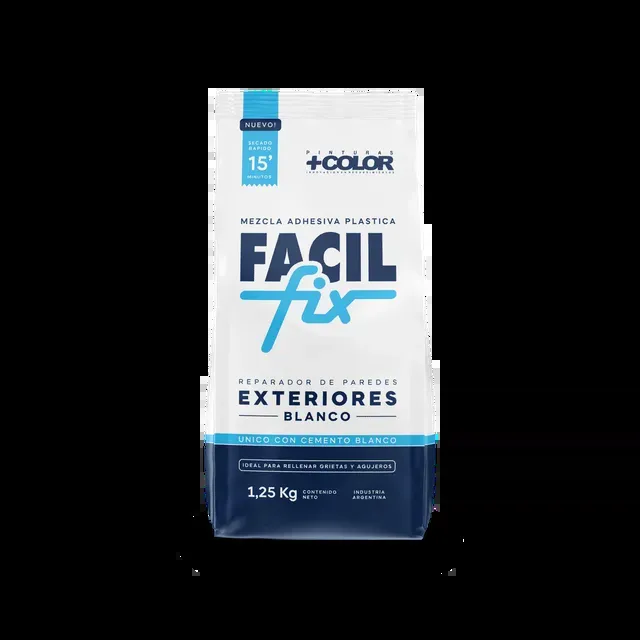 NUEVO!
SECADO
RAPIDO
15'
MINUTOS
PINTURAS
+COLOR
MEZCLA ADHESIVA PLASTICA
FACIL
fix
REPARADOR DE PAREDES
EXTERIORES
BLANCO
UNICO CON CEMENTO BLANCO
IDEAL PARA RELLENAR GRIETAS Y AGUJEROS
1,25 Kg
CONTENIDO
NETO
INDUSTRIA
ARGENTINA